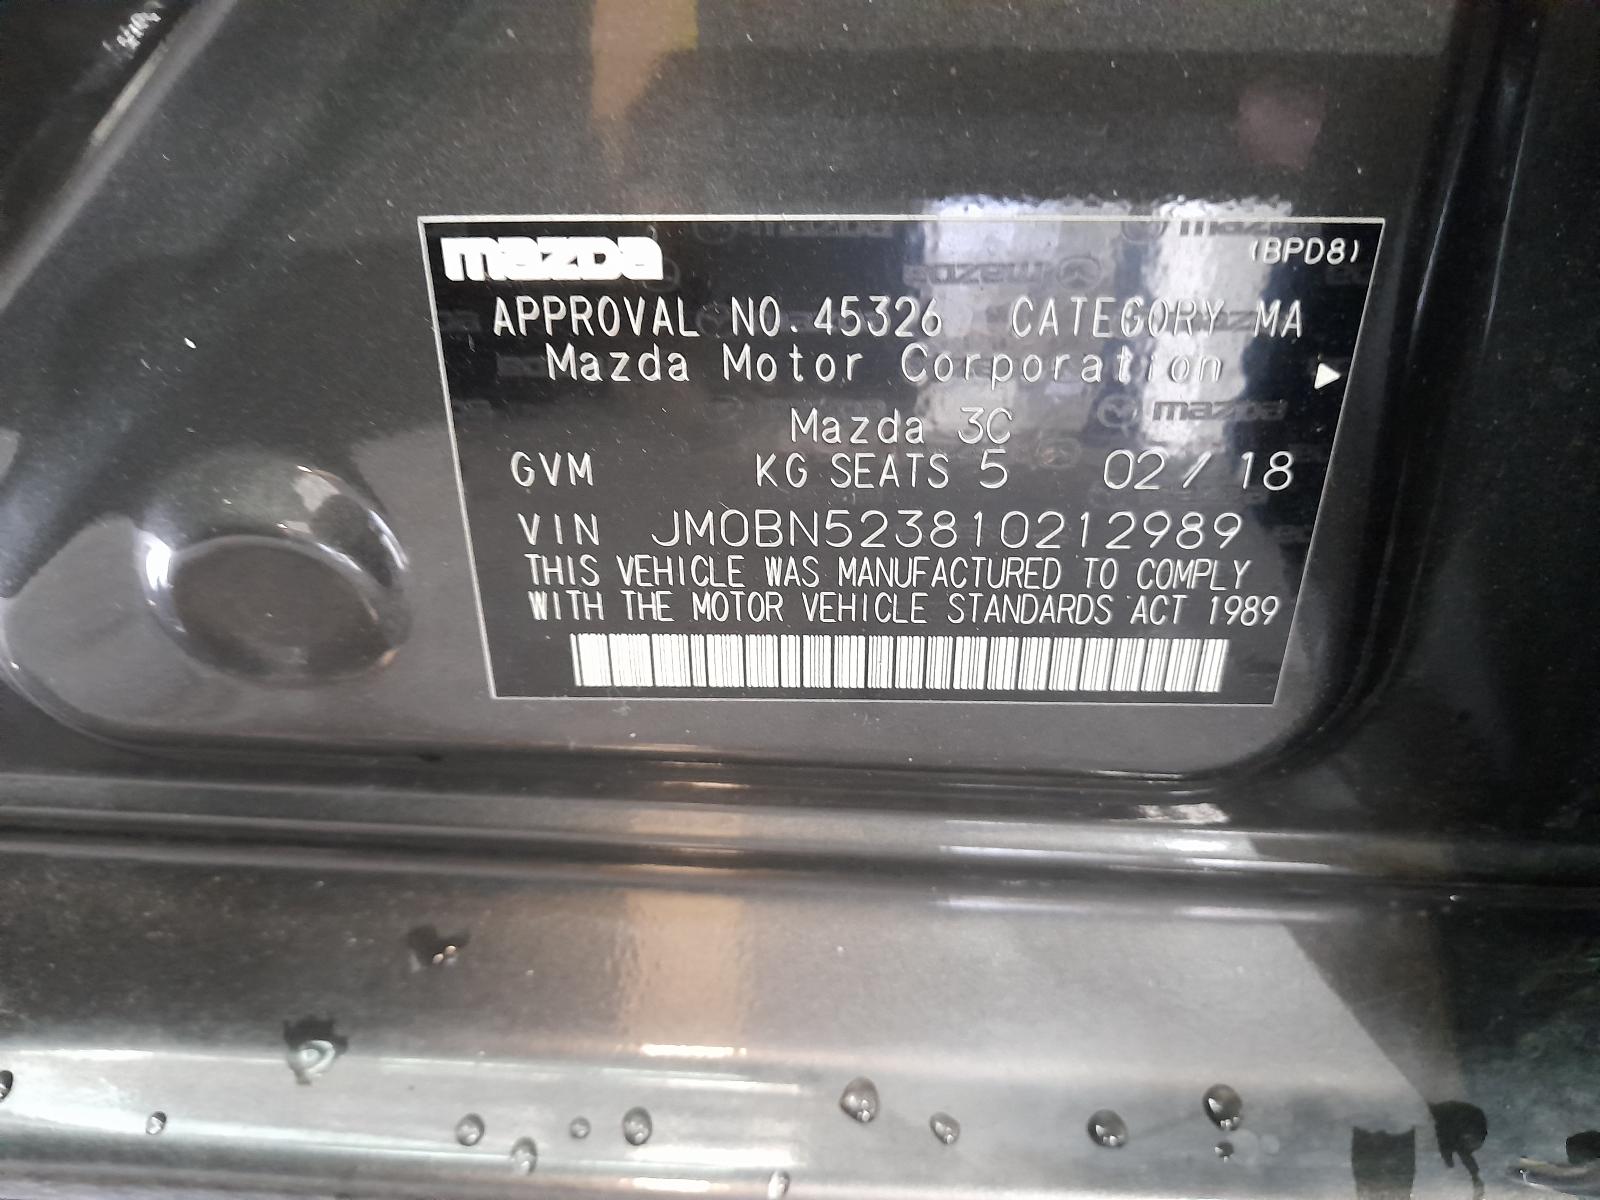 mazda (BPD8)
APPROVAL NO. 45326 CATEGORY MA
Mazda Motor Corporation
Mazda 3C
GVM KG SEATS 5 02/18
VIN JM0BN523810212989
THIS VEHICLE WAS MANUFACTURED TO COMPLY
WITH THE MOTOR VEHICLE STANDARDS ACT 1989